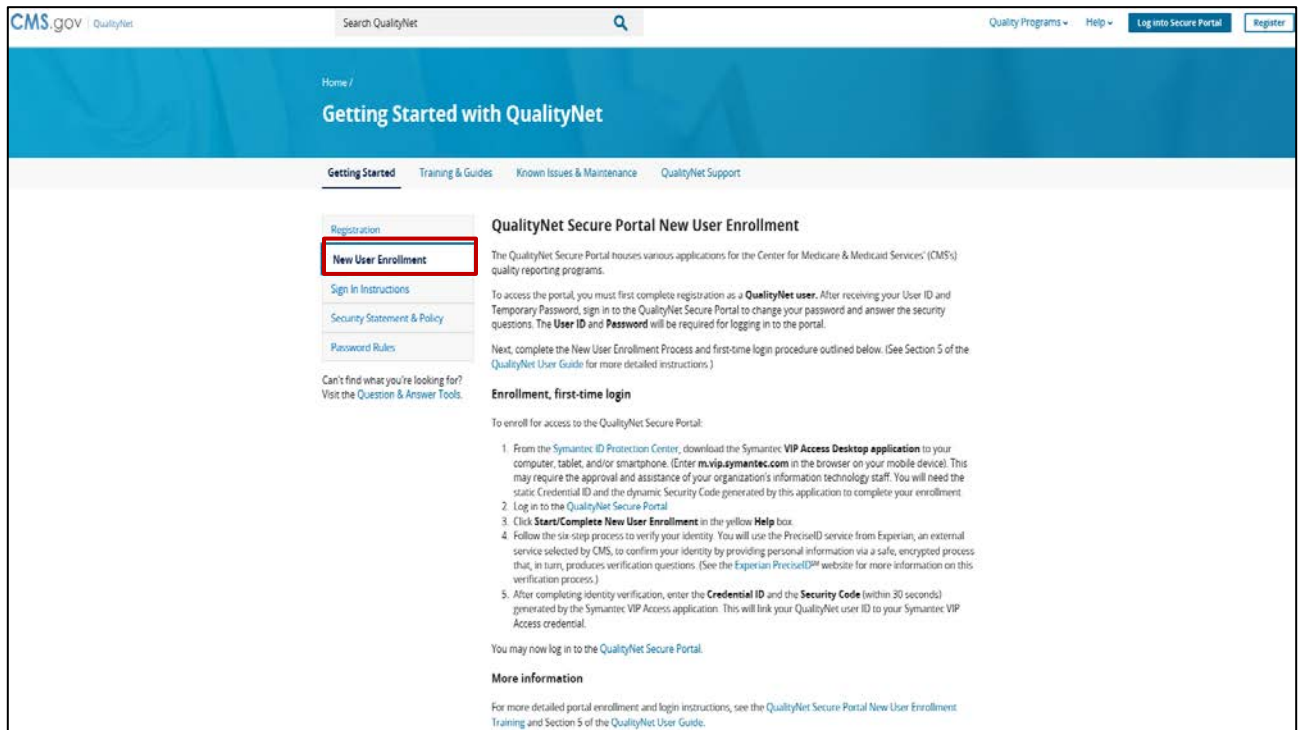 CMS.gov | QualityNet
Search QualityNet
Quality Programs
Help
Log into Secure Portal
Register
Home /
Getting Started with QualityNet
Getting Started
Training & Guides
Known Issues & Maintenance
QualityNet Support
Registration
New User Enrollment
Sign In Instructions
Security Statement & Policy
Password Rules
Can't find what you're looking for?
Visit the Question & Answer Tools.
QualityNet Secure Portal New User Enrollment
The QualityNet Secure Portal houses various applications for the Center for Medicare & Medicaid Services' (CMS's)
quality reporting programs.
To access the portal, you must first complete registration as a QualityNet user. After receiving your User ID and
Temporary Password, sign in to the QualityNet Secure Portal to change your password and answer the security
questions. The User ID and Password will be required for logging in to the portal.
Next, complete the New User Enrollment Process and first-time login procedure outlined below. (See Section 5 of the
QualityNet User Guide for more detailed instructions.)
Enrollment, first-time login
To enroll for access to the QualityNet Secure Portal:
1. From the Symantec ID Protection Center, download the Symantec VIP Access Desktop application to your
computer, tablet, and/or smartphone. (Enter m.vip.symantec.com in the browser on your mobile device). This
may require the approval and assistance of your organization's information technology staff. You will need the
static Credential ID and the dynamic Security Code generated by this application to complete your enrollment
2. Log in to the QualityNet Secure Portal
3. Click Start/Complete New User Enrollment in the yellow Help box.
4. Follow the six-step process to verify your identity. You will use the PreciseID service from Experian, an external
service selected by CMS, to confirm your identity by providing personal information via a safe, encrypted process
that, in turn, produces verification questions. (See the Experian PreciseID℠ website for more information on this
verification process.)
5. After completing identity verification, enter the Credential ID and the Security Code (within 30 seconds)
generated by the Symantec VIP Access application. This will link your QualityNet user ID to your Symantec VIP
Access credential.
You may now log in to the QualityNet Secure Portal.
More information
For more detailed portal enrollment and login instructions, see the QualityNet Secure Portal New User Enrollment
Training and Section 5 of the QualityNet User Guide.